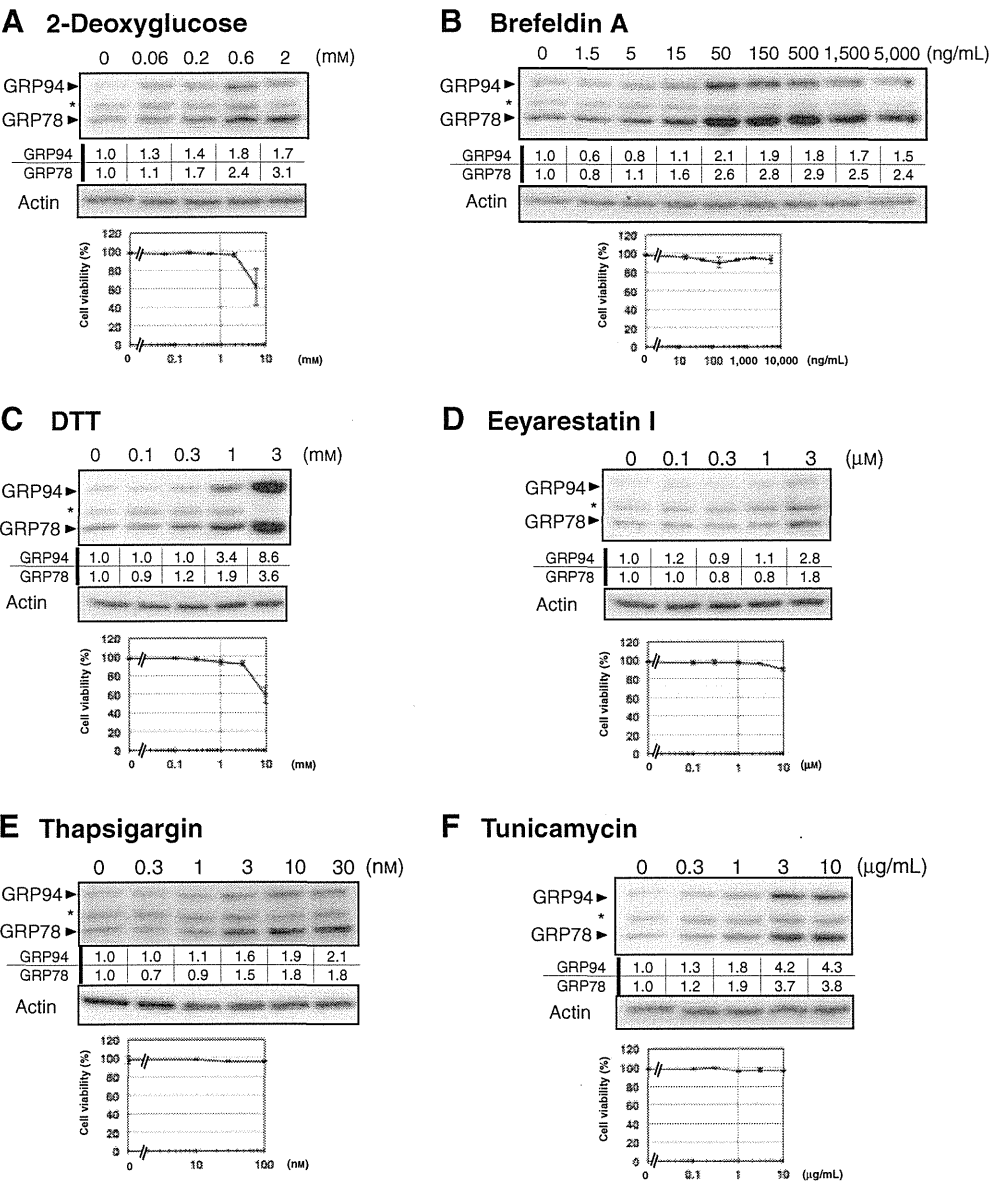 A 2-Deoxyglucose
0 0.06 0.2 0.6 2 (mM)
GRP94
*
GRP78
GRP94 1.0 1.3 1.4 1.8 1.7
GRP78 1.0 1.1 1.7 2.4 3.1
Actin
Cell viability (%)
120
100
80
60
40
20
0
0 0.1 1 10 (mM)
B Brefeldin A
0 1.5 5 15 50 150 500 1,500 5,000 (ng/mL)
GRP94
*
GRP78
GRP94 1.0 0.6 0.8 1.1 2.1 1.9 1.8 1.7 1.5
GRP78 1.0 0.8 1.1 1.6 2.6 2.8 2.9 2.5 2.4
Actin
Cell viability (%)
120
100
80
60
40
20
0
0 10 100 1,000 10,000 (ng/mL)
C DTT
0 0.1 0.3 1 3 (mM)
GRP94
*
GRP78
GRP94 1.0 1.0 1.0 3.4 8.6
GRP78 1.0 0.9 1.2 1.9 3.6
Actin
Cell viability (%)
120
100
80
60
40
20
0
0 0.1 1 10 (mM)
D Eeyarestatin I
0 0.1 0.3 1 3 (μM)
GRP94
*
GRP78
GRP94 1.0 1.2 0.9 1.1 2.8
GRP78 1.0 1.0 0.8 0.8 1.8
Actin
Cell viability (%)
120
100
80
60
40
20
0
0 0.1 1 10 (μM)
E Thapsigargin
0 0.3 1 3 10 30 (nM)
GRP94
*
GRP78
GRP94 1.0 1.0 1.1 1.6 1.9 2.1
GRP78 1.0 0.7 0.9 1.5 1.8 1.8
Actin
Cell viability (%)
120
100
80
60
40
20
0
0 10 100 (nM)
F Tunicamycin
0 0.3 1 3 10 (μg/mL)
GRP94
*
GRP78
GRP94 1.0 1.3 1.8 4.2 4.3
GRP78 1.0 1.2 1.9 3.7 3.8
Actin
Cell viability (%)
120
100
80
60
40
20
0
0 0.1 1 10 (μg/mL)